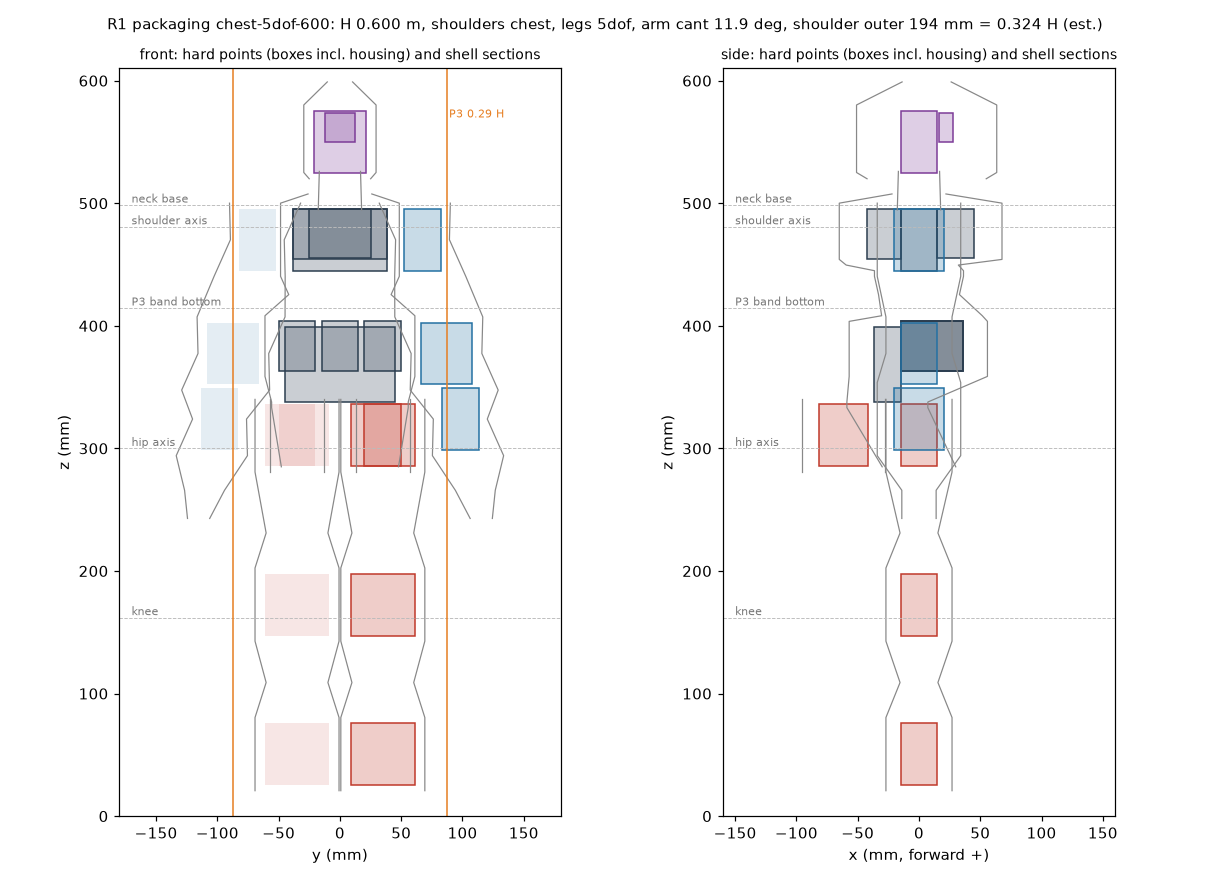 R1 packaging chest-5dof-600: H 0.600 m, shoulders chest, legs 5dof, arm cant 11.9 deg, shoulder outer 194 mm = 0.324 H (est.)
front: hard points (boxes incl. housing) and shell sections
600
500
400
300
200
100
0
z (mm)
P3 0.29 H
neck base
shoulder axis
P3 band bottom
hip axis
knee
−150
−100
−50
0
50
100
150
y (mm)
side: hard points (boxes incl. housing) and shell sections
600
500
400
300
200
100
0
z (mm)
neck base
shoulder axis
P3 band bottom
hip axis
knee
−150
−100
−50
0
50
100
150
x (mm, forward +)